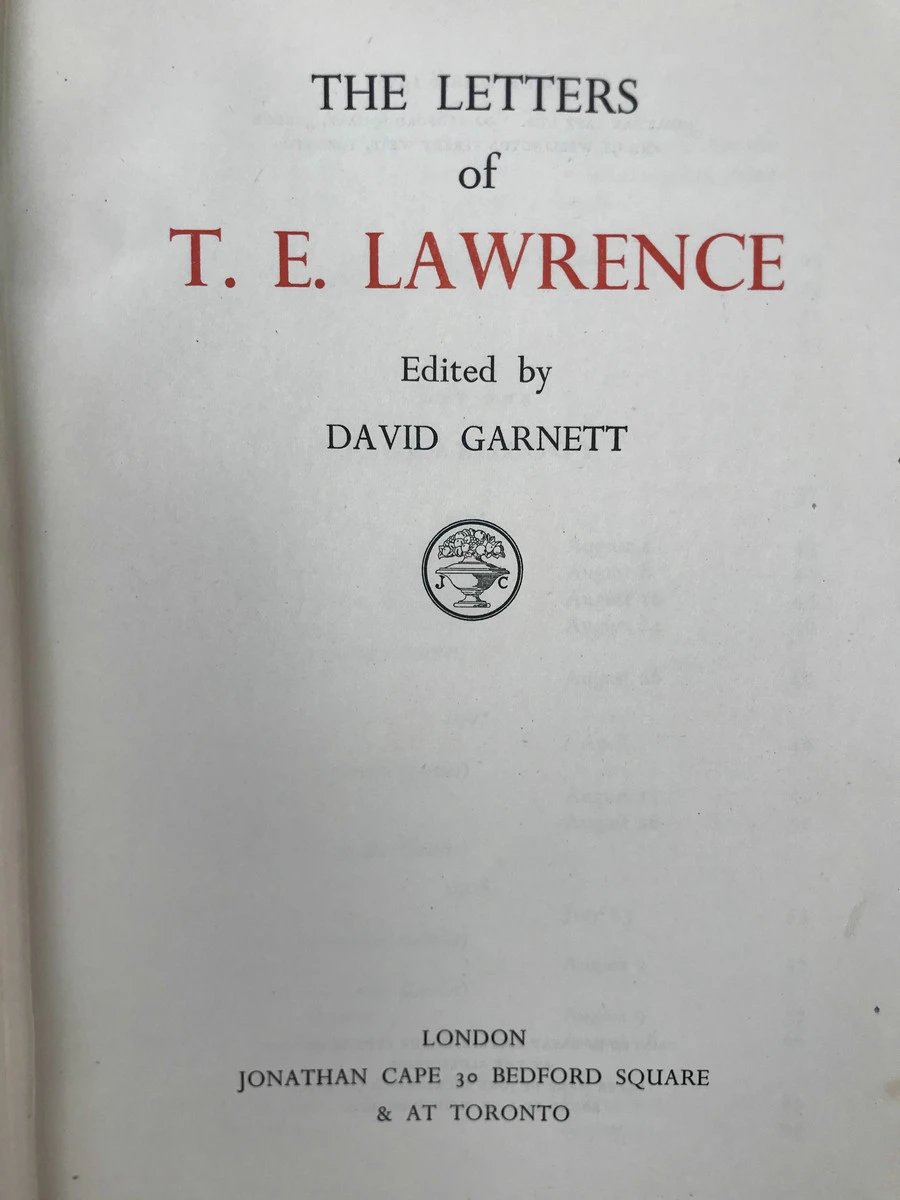 THE LETTERS
of
T. E. LAWRENCE
Edited by
DAVID GARNETT
J C
LONDON
JONATHAN CAPE 30 BEDFORD SQUARE
& AT TORONTO